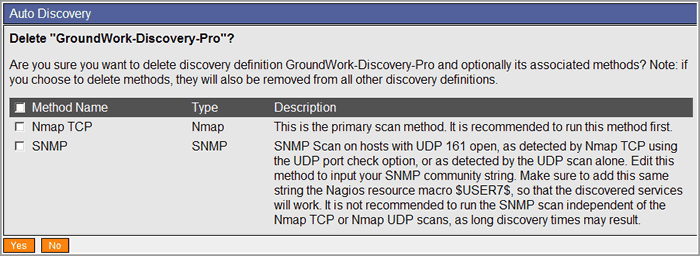 Auto Discovery
Delete "GroundWork-Discovery-Pro"?
Are you sure you want to delete discovery definition GroundWork-Discovery-Pro and optionally its associated methods? Note: if
you choose to delete methods, they will also be removed from all other discovery definitions.
Method Name Type Description
Nmap TCP Nmap This is the primary scan method. It is recommended to run this method first.
SNMP SNMP SNMP Scan on hosts with UDP 161 open, as detected by Nmap TCP using
the UDP port check option, or as detected by the UDP scan alone. Edit this
method to input your SNMP community string. Make sure to add this same
string the Nagios resource macro $USER7$, so that the discovered services
will work. It is not recommended to run the SNMP scan independent of the
Nmap TCP or Nmap UDP scans, as long discovery times may result.
Yes No